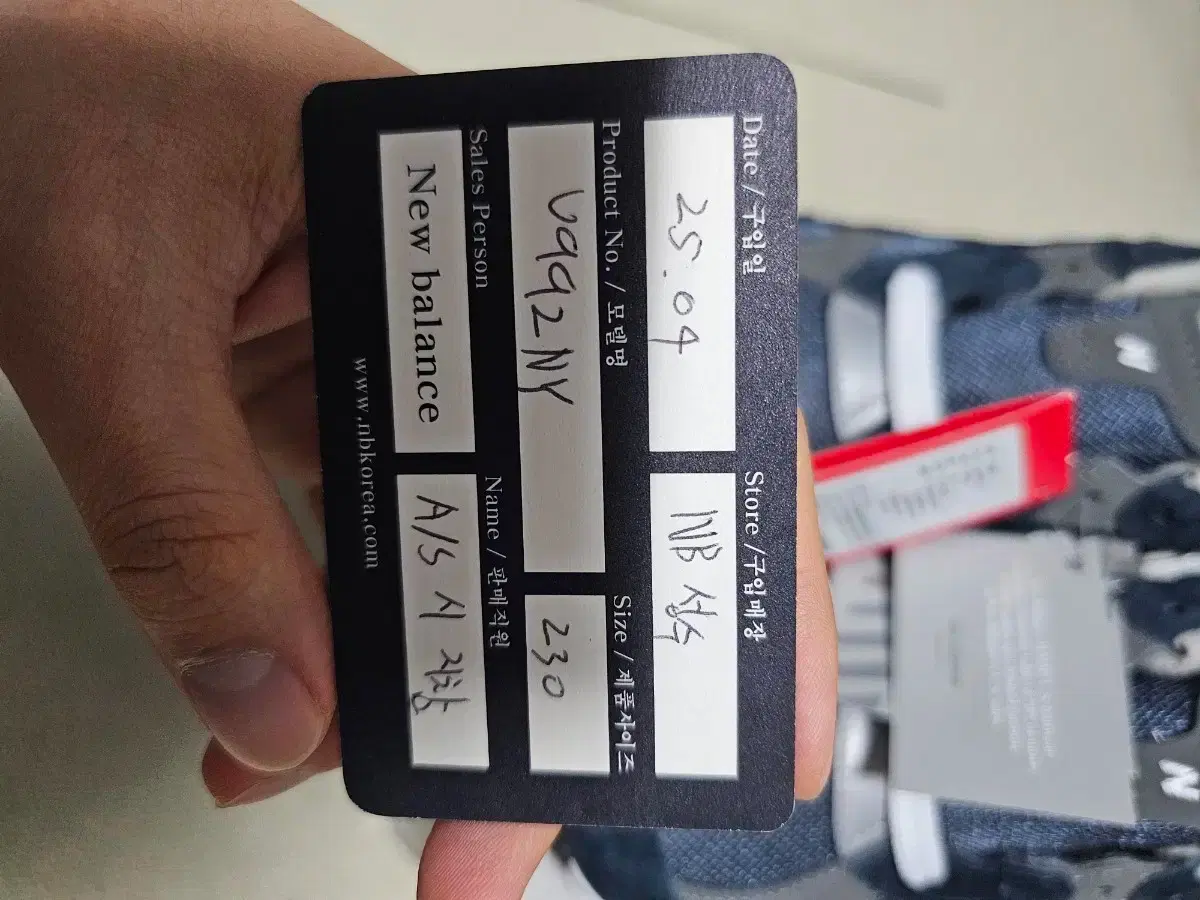 Date / 구입일
25. 04
Store / 구입매장
NB 성수
Product No. / 모델명
U992NY
Size / 제품사이즈
230
Sales Person
New balance
Name / 판매직원
A/S 시 지참
www.nbkorea.com
N
N